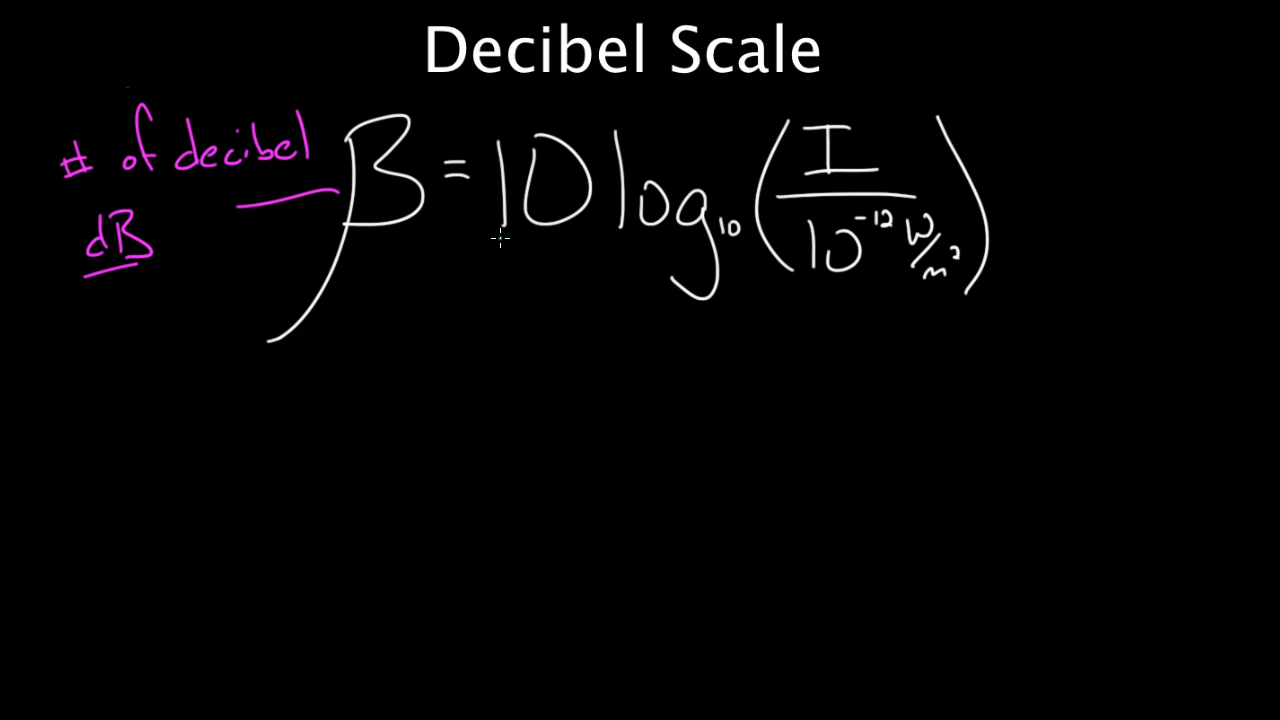 Decibel Scale
# of decibel
dB
β = 10 log₁₀ (I / 10⁻¹² W/m²)